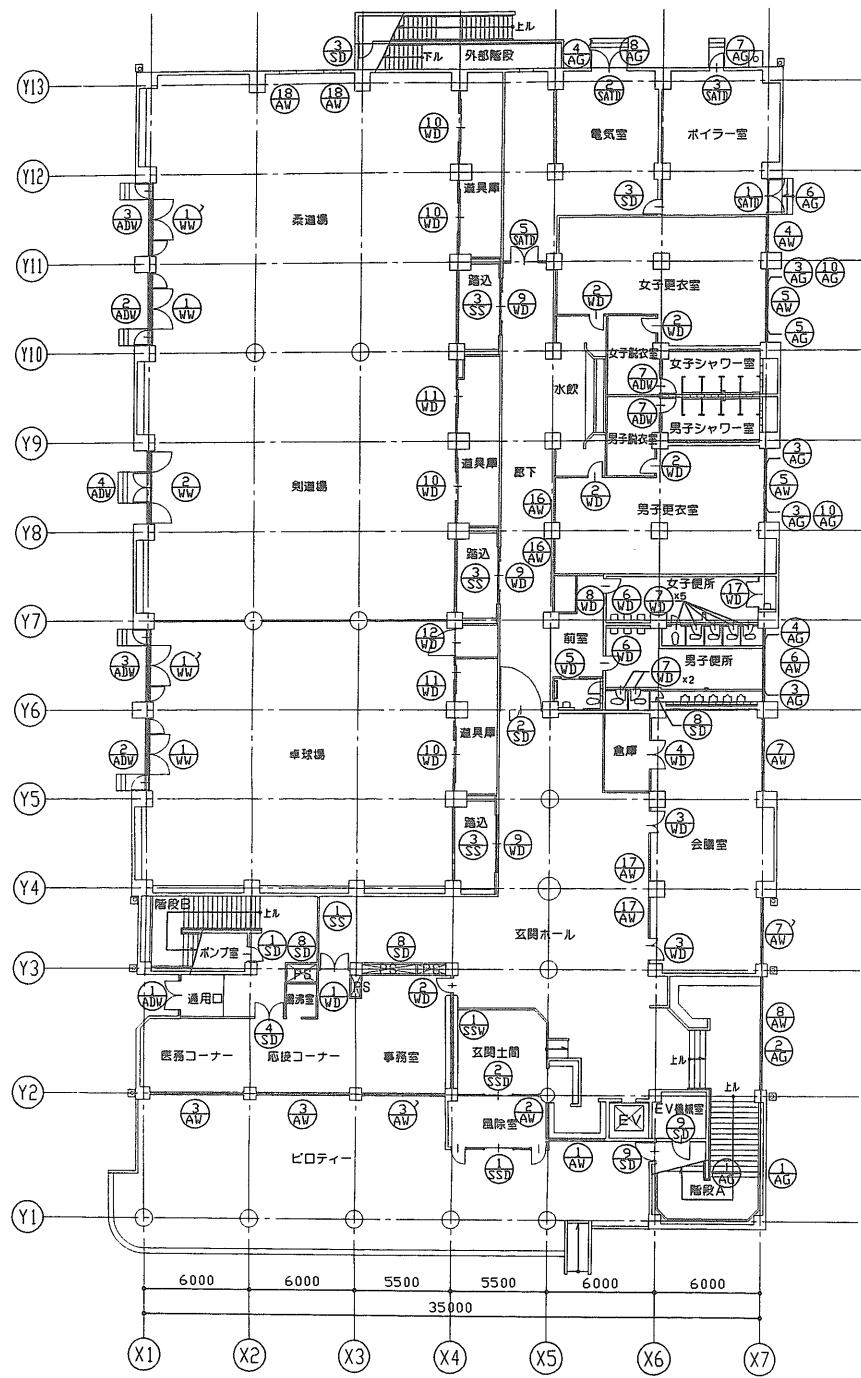 上ル
3 SD
下ル
外部階段
4 AG
8 AG
7 AG
Y13
18 AW
18 AW
2 SATD
3 SATD
10 WD
電気室
ボイラー室
Y12
道具庫
3 ADW
1 WW'
柔道場
10 WD
3 SD
1 SATD
6 AG
5 SATD
4 AW
Y11
踏込
3 AG
10 AG
2 ADW
1 WW
3 SS
9 WD
女子更衣室
5 AW
2 WD
2 WD
5 AG
Y10
女子脱衣室
女子シャワー室
水飲
7 ADW
11 WD
7 ADW
男子シャワー室
男子脱衣室
Y9
道具庫
廊下
3 AG
4 ADW
2 WW
剣道場
10 WD
2 WD
2 WD
5 AW
16 AW
男子更衣室
3 AG
10 AG
Y8
踏込
16 AW
3 SS
9 WD
女子便所
8 WD
6 WD
7 WD
x5
17 WD
Y7
12 WD
前室
4 AG
3 ADW
1 WW'
5 WD
6 WD
男子便所
6 AW
11 WD
7 WD
x2
3 AG
Y6
道具庫
2 SD
8 SD
2 ADW
1 WW
卓球場
10 WD
倉庫
4 WD
7 AW
Y5
踏込
3 WD
3 SS
9 WD
会議室
17 AW
Y4
階段B
上ル
1 SS
17 AW
ポンプ室
1 SD
8 SD
8 SD
玄関ホール
3 WD
7 AW'
Y3
PS
PS
EPS
1 ADW
通用口
湯沸室
1 WD
PS
2 WD
4 SD
1 SSW
8 AW
医務コーナー
応援コーナー
事務室
玄関土間
上ル
2 AG
2 SSD
上ル
Y2
3 AW
3 AW
3 AW'
2 AW
風除室
EV
EV機械室
9 SD
ピロティー
1 SSD
1 AW
9 SD
1 AG
1 AG
階段A
Y1
6000
6000
5500
5500
6000
6000
35000
X1
X2
X3
X4
X5
X6
X7